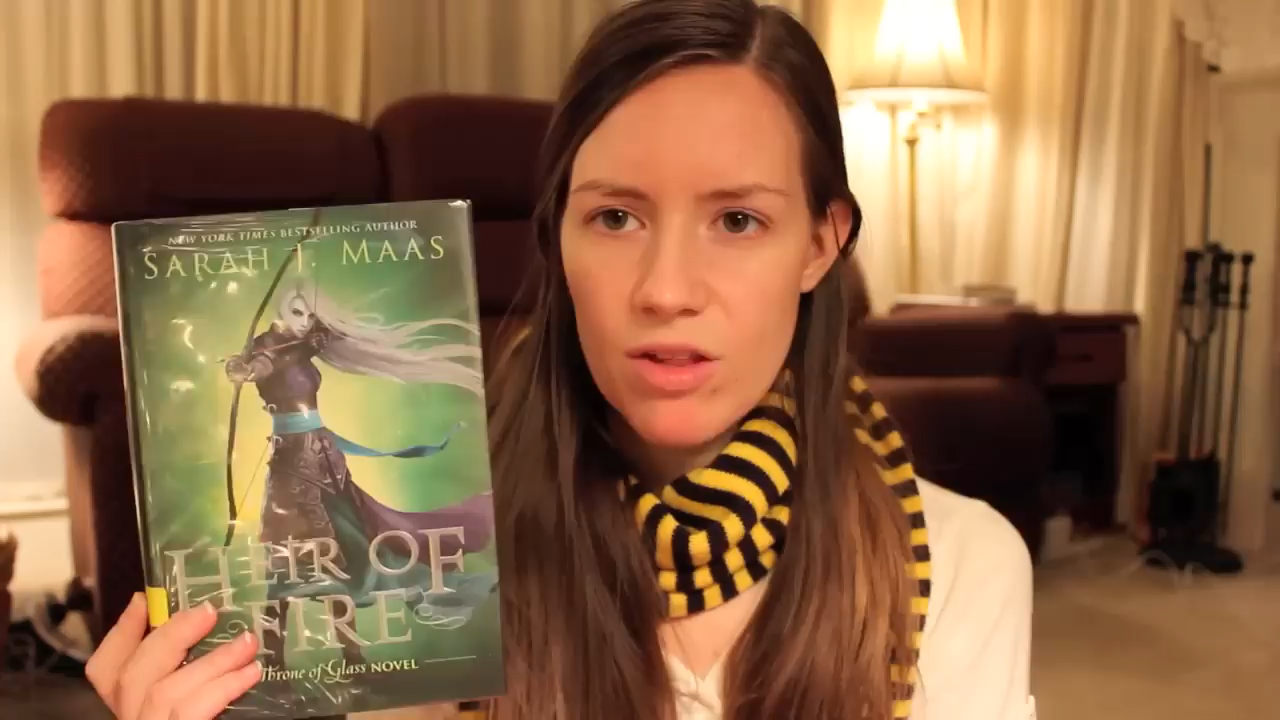 NEW YORK TIMES BESTSELLING AUTHOR
SARAH J. MAAS
HEIR OF
FIRE
Throne of Glass NOVEL